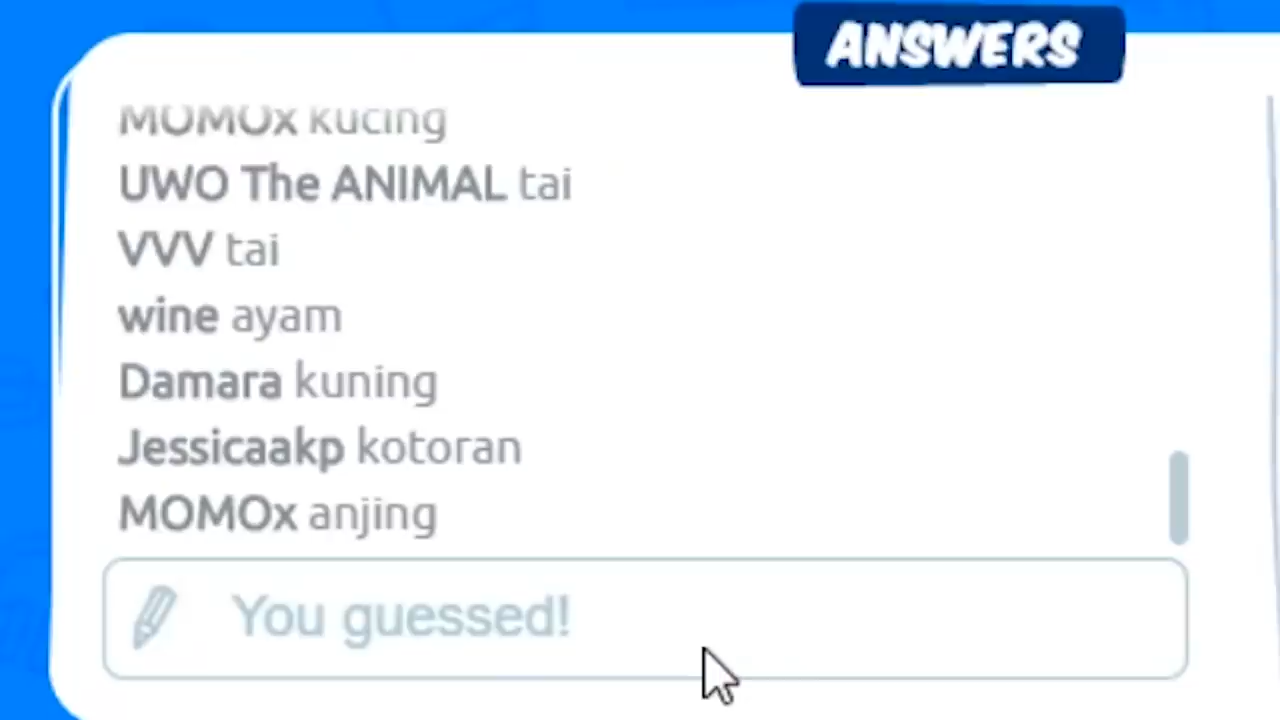 ANSWERS
MOMOx kucing
UWO The ANIMAL tai
VVV tai
wine ayam
Damara kuning
Jessicaakp kotoran
MOMOx anjing
You guessed!